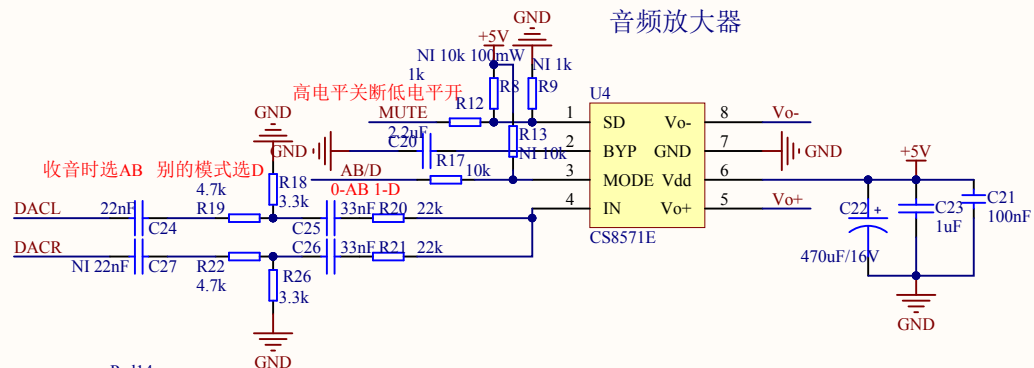 音频放大器
GND
+5V
NI 10k 100mW
NI 1k
1k
R8
R9
U4
高电平关断低电平开
GND
MUTE
R12
1
SD
Vo-
8
Vo-
2.2uF
R13
GND
C20
2
BYP
GND
7
GND
R17
NI 10k
收音时选AB 别的模式选D
AB/D
10k
3
MODE
Vdd
6
+5V
4.7k
R18
0-AB 1-D
3.3k
DACL
22nF
R19
33nF
R20
22k
4
IN
Vo+
5
Vo+
C24
C25
CS8571E
C22
+
C23
1uF
C21
100nF
DACR
C26
33nF
R21
22k
470uF/16V
NI 22nF
C27
R22
4.7k
R26
3.3k
GND
GND